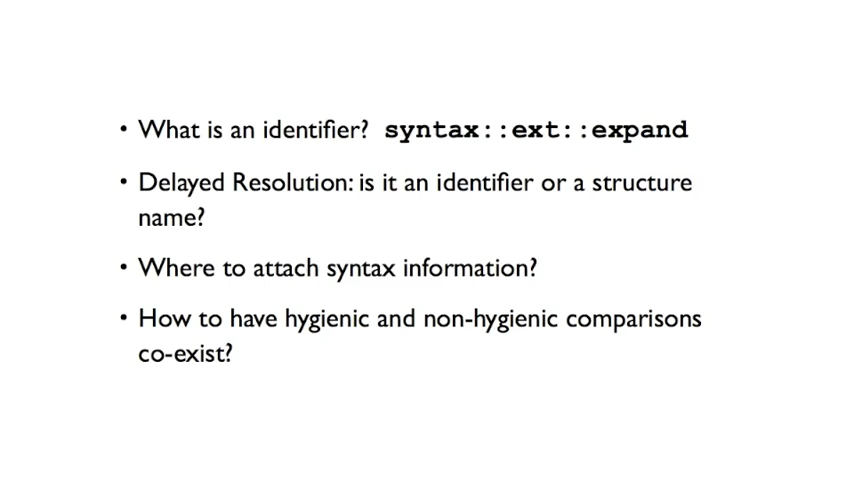 • What is an identifier? syntax::ext::expand
• Delayed Resolution: is it an identifier or a structure
name?
• Where to attach syntax information?
• How to have hygienic and non-hygienic comparisons
co-exist?